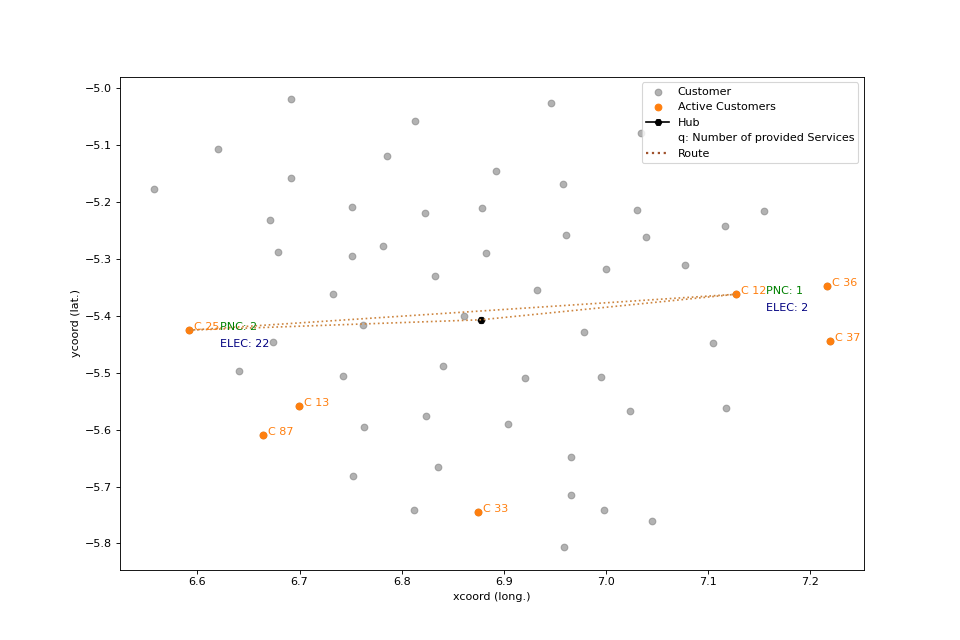 Customer
Active Customers
Hub
q: Number of provided Services
Route
ycoord (lat.)
−5.0
−5.1
−5.2
−5.3
−5.4
−5.5
−5.6
−5.7
−5.8
C 36
C 12 PNC: 1
ELEC: 2
C 25 PNC: 2
ELEC: 22
C 37
C 13
C 87
C 33
6.6 6.7 6.8 6.9 7.0 7.1 7.2
xcoord (long.)